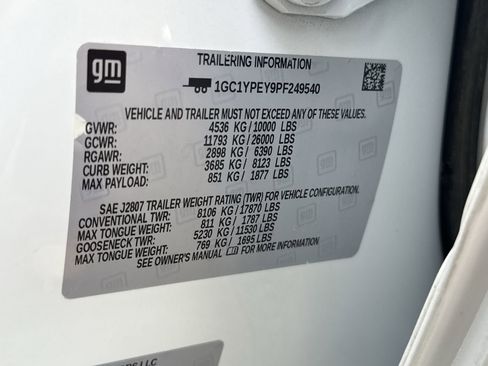 gm
TRAILERING INFORMATION
1GC1YPEY9PF249540
VEHICLE AND TRAILER MUST NOT EXCEED ANY OF THESE VALUES.
GVWR: 4536 KG/10000 LBS
GCWR: 11793 KG/26000 LBS
RGAWR: 2898 KG/ 6390 LBS
CURB WEIGHT: 3685 KG/ 8123 LBS
MAX PAYLOAD: 851 KG/ 1877 LBS
SAE J2807 TRAILER WEIGHT RATING (TWR) FOR VEHICLE CONFIGURATION.
CONVENTIONAL TWR: 8106 KG/17870 LBS
MAX TONGUE WEIGHT: 811 KG/ 1787 LBS
GOOSENECK TWR: 5230 KG/11530 LBS
MAX TONGUE WEIGHT: 769 KG/ 1695 LBS
SEE OWNER'S MANUAL FOR MORE INFORMATION
LLC